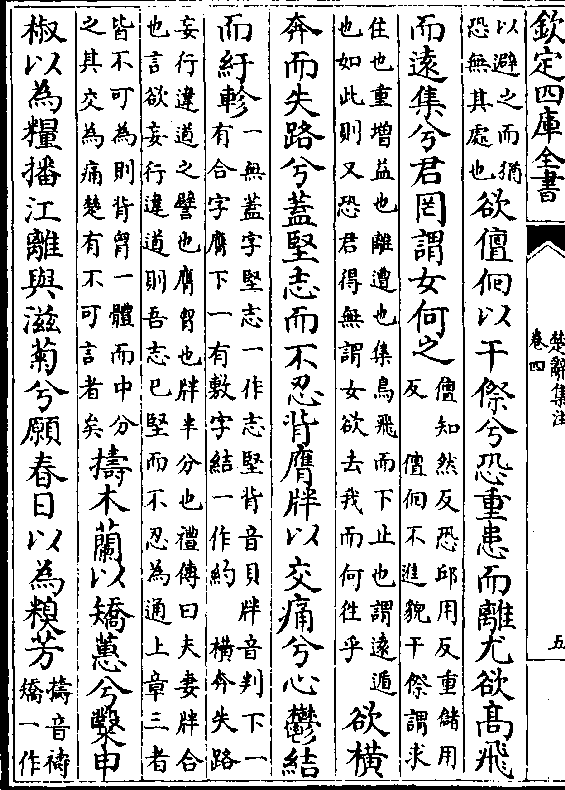 欽定四庫全書
楚辭集注
卷四
五
以避之而猶
恐無其處也
欲儃佪以干傺兮恐重患而離尤欲髙飛
而遠集兮君罔謂女何之
儃知然反恐邱用反重儲用
反 儃佪不進貌干傺謂求
住也重增益也離遭也集鳥飛而下止也謂遠遁
也如此則又恐君得無謂女欲去我而何往乎
欲橫
奔而失路兮蓋堅志而不忍背膺牉以交痛兮心鬱結
而紆軫
一無蓋字堅志一作志堅背音貝牉音判下一
有合字膺下一有敷字結一作約 橫奔失路
妄行違道之譬也膺胷也牉半分也禮傳曰夫妻牉合
也言欲妄行違道則吾志已堅而不忍為通上章三者
皆不可為則背胷一體而中分
之其交為痛楚有不可言者矣
擣木蘭以矯蕙兮糳申
椒以為糧播江離與滋菊兮願春日以為糗芳
擣音禱
矯一作